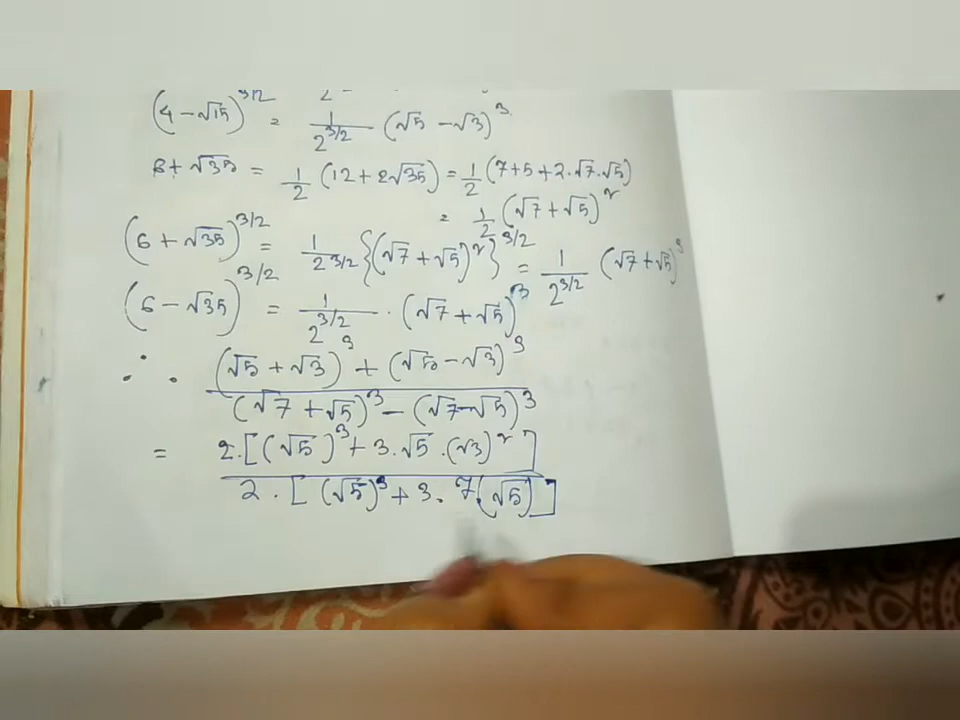 (4 - √15)^3/2 = 1/2^3/2 (√5 - √3)^3
6 + √35 = 1/2 (12 + 2√35) = 1/2 (7 + 5 + 2.√7.√5)
= 1/2 (√7 + √5)^2
(6 + √35)^3/2 = 1/2^3/2 {(√7 + √5)^2}^3/2 = 1/2^3/2 (√7 + √5)^3
(6 - √35)^3/2 = 1/2^3/2 . (√7 + √5)^3
∴ (√5 + √3)^3 + (√5 - √3)^3
(√7 + √5)^3 - (√7 - √5)^3
= 2.[(√5)^3 + 3.√5.(√3)^2]
2.[(√5)^3 + 3.7.(√5)]